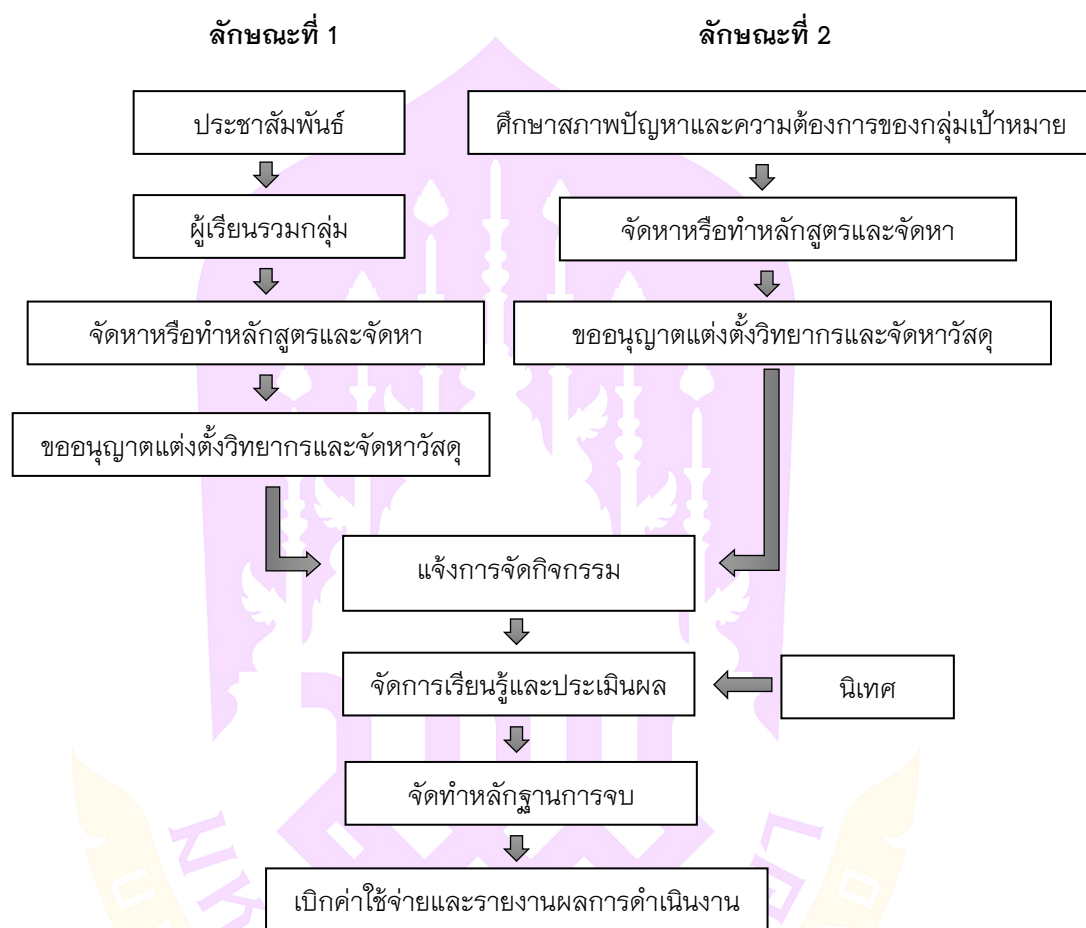 ลักษณะที่ 1
ลักษณะที่ 2
ประชาสัมพันธ์
ศึกษาสภาพปัญหาและความต้องการของกลุ่มเป้าหมาย
ผู้เรียนรวมกลุ่ม
จัดหาหรือทำหลักสูตรและจัดหา
จัดหาหรือทำหลักสูตรและจัดหา
ขออนุญาตแต่งตั้งวิทยากรและจัดหาวัสดุ
ขออนุญาตแต่งตั้งวิทยากรและจัดหาวัสดุ
แจ้งการจัดกิจกรรม
จัดการเรียนรู้และประเมินผล
นิเทศ
จัดทำหลักฐานการจบ
เบิกค่าใช้จ่ายและรายงานผลการดำเนินงาน